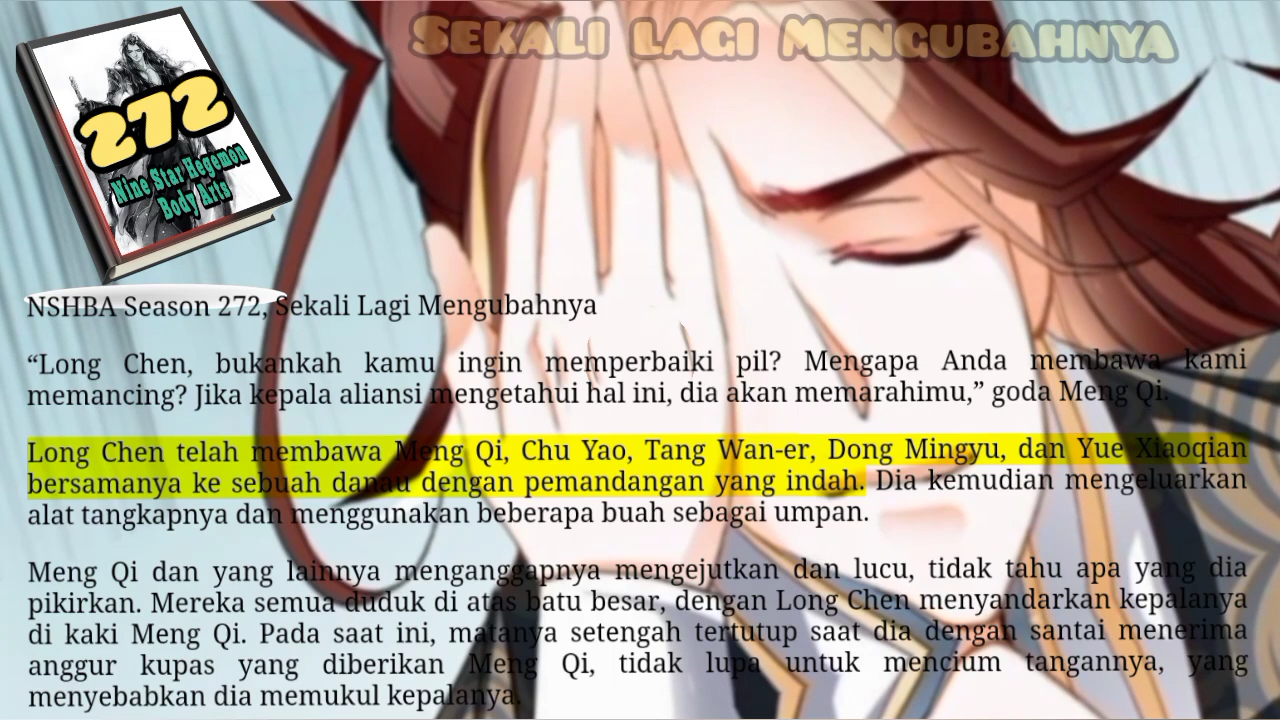 Sekali lagi Mengubahnya
272
Nine Star Hegemon
Body Arts
NSHBA Season 272, Sekali Lagi Mengubahnya
“Long Chen, bukankah kamu ingin memperbaiki pil? Mengapa Anda membawa kami
memancing? Jika kepala aliansi mengetahui hal ini, dia akan memarahimu,” goda Meng Qi.
Long Chen telah membawa Meng Qi, Chu Yao, Tang Wan-er, Dong Mingyu, dan Yue Xiaoqian
bersamanya ke sebuah danau dengan pemandangan yang indah. Dia kemudian mengeluarkan
alat tangkapnya dan menggunakan beberapa buah sebagai umpan.
Meng Qi dan yang lainnya menganggapnya mengejutkan dan lucu, tidak tahu apa yang dia
pikirkan. Mereka semua duduk di atas batu besar, dengan Long Chen menyandarkan kepalanya
di kaki Meng Qi. Pada saat ini, matanya setengah tertutup saat dia dengan santai menerima
anggur kupas yang diberikan Meng Qi, tidak lupa untuk mencium tangannya, yang
menyebabkan dia memukul kepalanya.